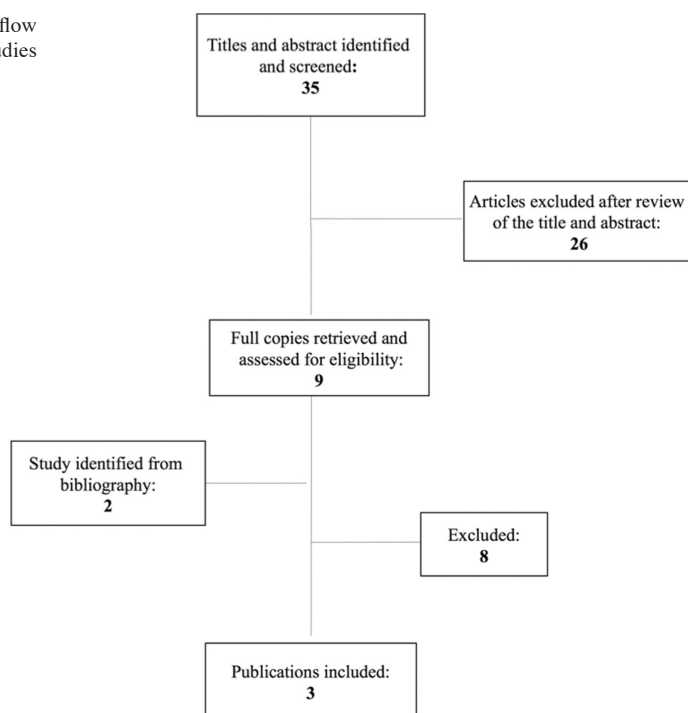 flow
Titles and abstract identified
and screened:
35
Articles excluded after review
of the title and abstract:
26
Full copies retrieved and
assessed for eligibility:
9
Study identified from
bibliography:
2
Excluded:
8
Publications included:
3